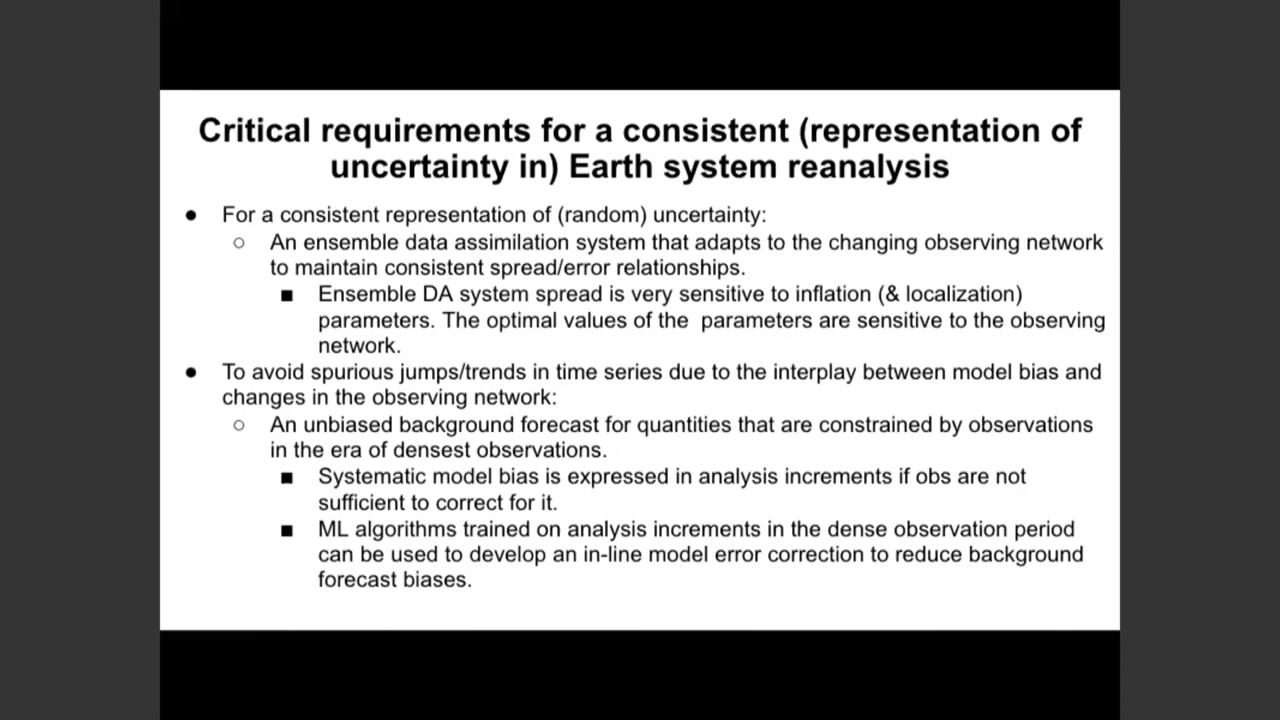 Critical requirements for a consistent (representation of
uncertainty in) Earth system reanalysis
● For a consistent representation of (random) uncertainty:
○ An ensemble data assimilation system that adapts to the changing observing network
to maintain consistent spread/error relationships.
■ Ensemble DA system spread is very sensitive to inflation (& localization)
parameters. The optimal values of the  parameters are sensitive to the observing
network.
● To avoid spurious jumps/trends in time series due to the interplay between model bias and
changes in the observing network:
○ An unbiased background forecast for quantities that are constrained by observations
in the era of densest observations.
■ Systematic model bias is expressed in analysis increments if obs are not
sufficient to correct for it.
■ ML algorithms trained on analysis increments in the dense observation period
can be used to develop an in-line model error correction to reduce background
forecast biases.